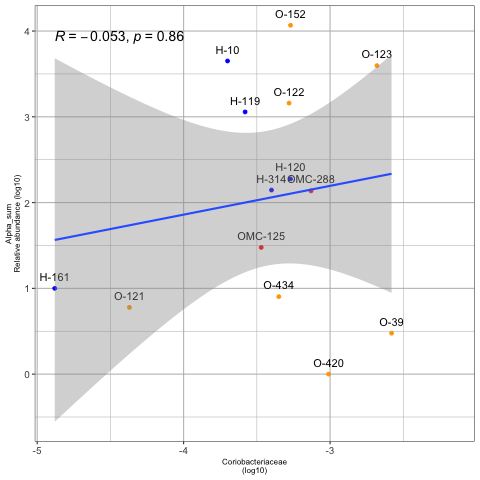 O-152
R = −0.053, p = 0.86
H-10
O-123
O-122
H-119
H-120
H-314
OMC-288
OMC-125
H-161
O-121
O-434
O-39
O-420
4
3
2
1
0
-5
-4
-3
Alpha_sum
Relative abundance (log10)
Coriobacteriaceae
(log10)